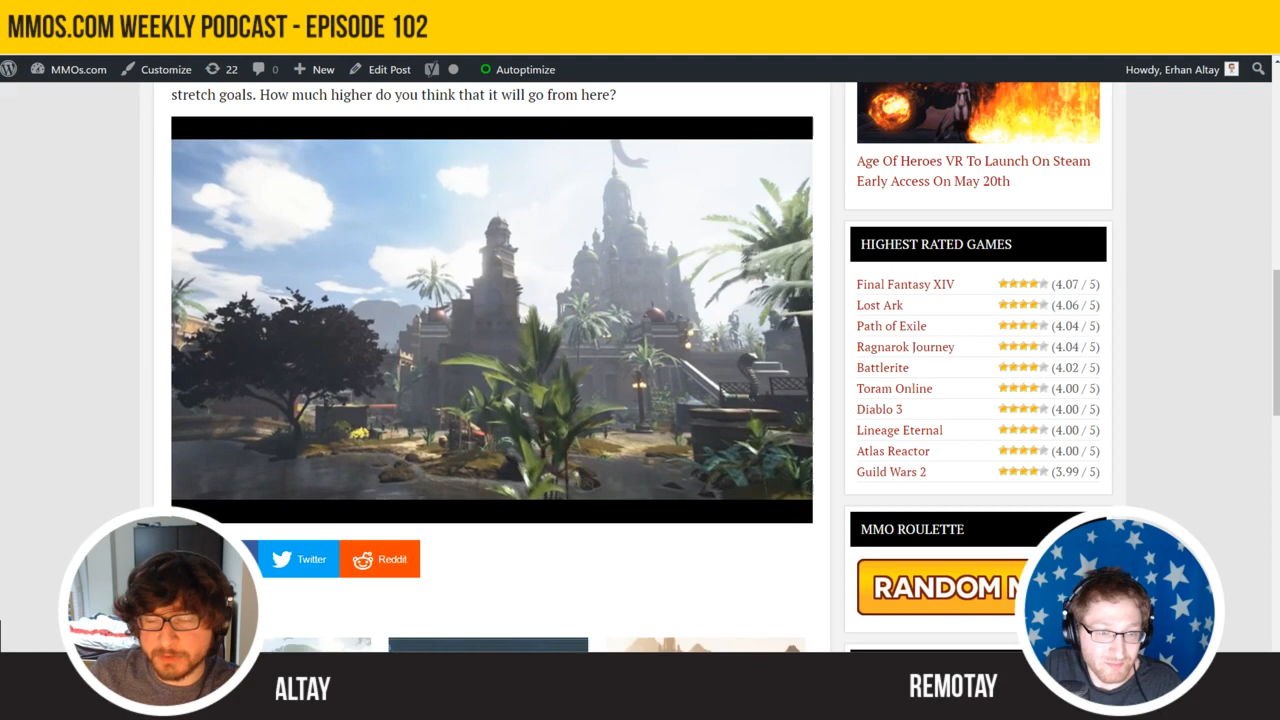 MMOS.COM WEEKLY PODCAST - EPISODE 102
MMOs.com Customize 22 0 New Edit Post Autoptimize Howdy, Erhan Altay
stretch goals. How much higher do you think that it will go from here?
Age Of Heroes VR To Launch On Steam
Early Access On May 20th
HIGHEST RATED GAMES
Final Fantasy XIV (4.07 / 5)
Lost Ark (4.06 / 5)
Path of Exile (4.04 / 5)
Ragnarok Journey (4.04 / 5)
Battlerite (4.02 / 5)
Toram Online (4.00 / 5)
Diablo 3 (4.00 / 5)
Lineage Eternal (4.00 / 5)
Atlas Reactor (4.00 / 5)
Guild Wars 2 (3.99 / 5)
MMO ROULETTE
RANDOM
Twitter Reddit
ALTAY
REMOTAY